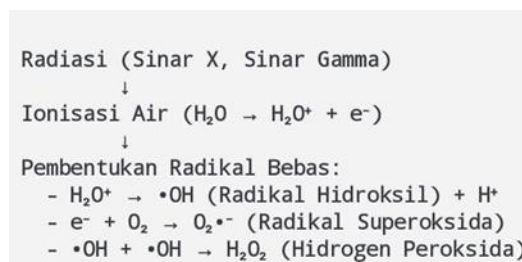 Radiasi (Sinar X, Sinar Gamma)
↓
Ionisasi Air (H₂O → H₂O⁺ + e⁻)
↓
Pembentukan Radikal Bebas:
- H₂O⁺ → •OH (Radikal Hidroksil) + H⁺
- e⁻ + O₂ → O₂•⁻ (Radikal Superoksida)
- •OH + •OH → H₂O₂ (Hidrogen Peroksida)